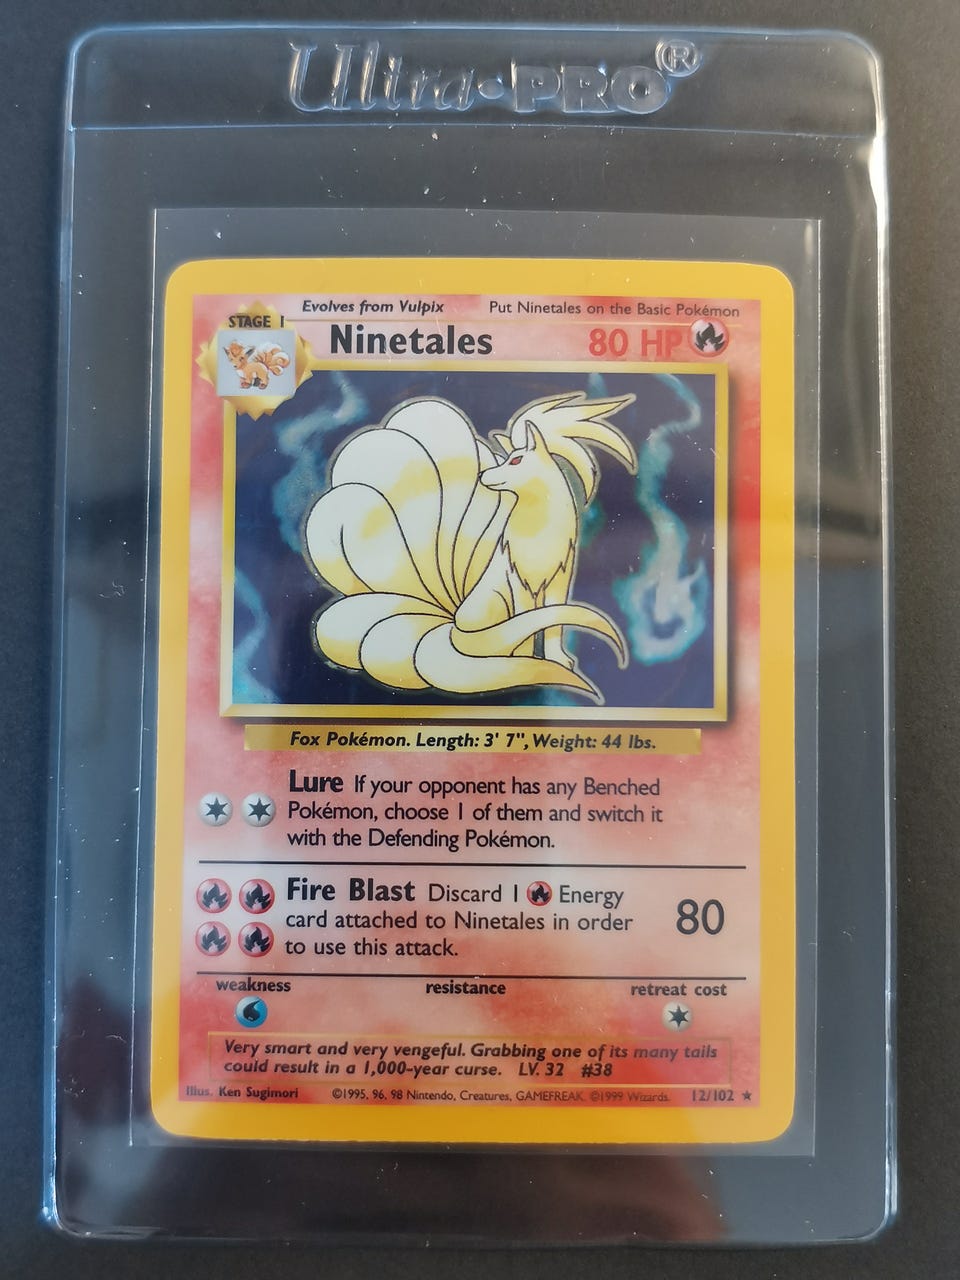 Ultra·PRO®
Evolves from Vulpix Put Ninetales on the Basic Pokémon
STAGE 1
Ninetales 80 HP
Fox Pokémon. Length: 3' 7", Weight: 44 lbs.
Lure If your opponent has any Benched
Pokémon, choose 1 of them and switch it
with the Defending Pokémon.
Fire Blast Discard 1 Energy
card attached to Ninetales in order
to use this attack.
80
weakness resistance retreat cost
Very smart and very vengeful. Grabbing one of its many tails
could result in a 1,000-year curse. LV. 32 #38
Illus. Ken Sugimori ©1995, 96, 98 Nintendo, Creatures, GAMEFREAK. ©1999 Wizards. 12/102 ★